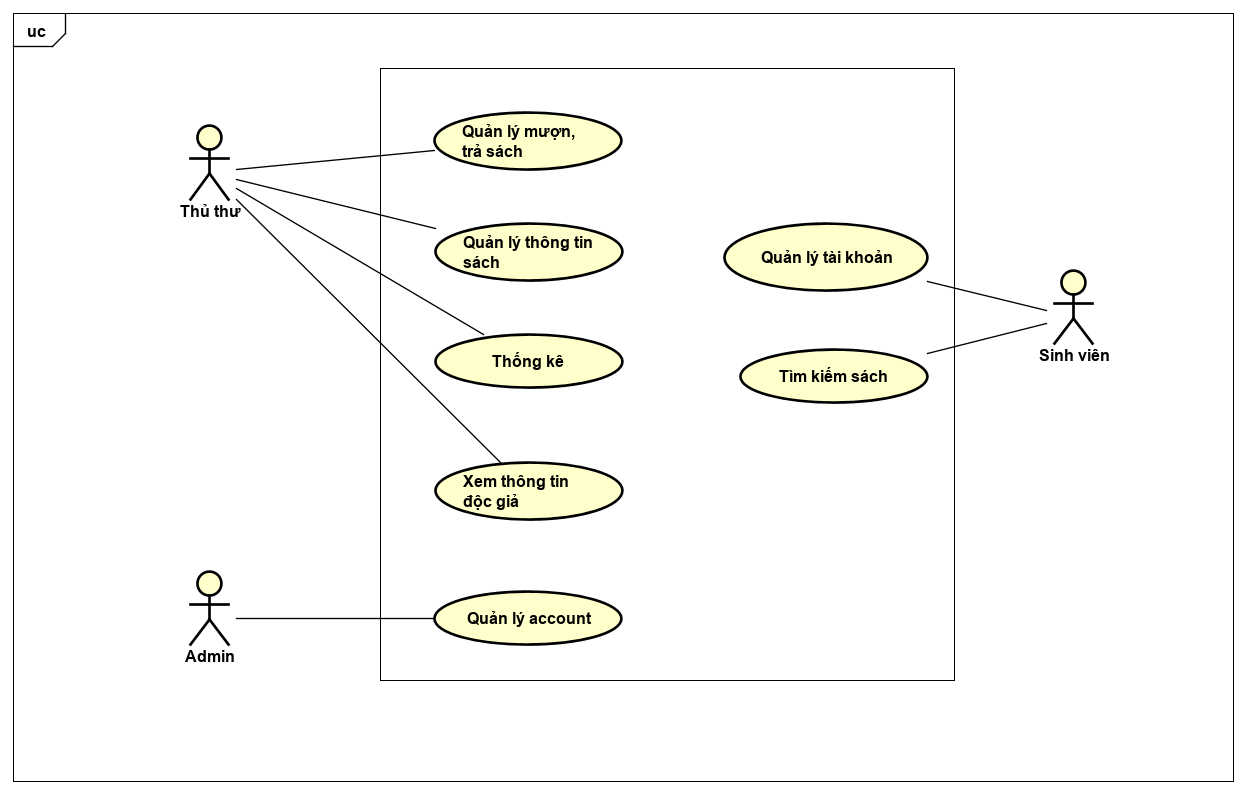 uc
Thủ thư
Quản lý mượn,
trả sách
Quản lý thông tin
sách
Thống kê
Xem thông tin
độc giả
Admin
Quản lý account
Quản lý tài khoản
Tìm kiếm sách
Sinh viên